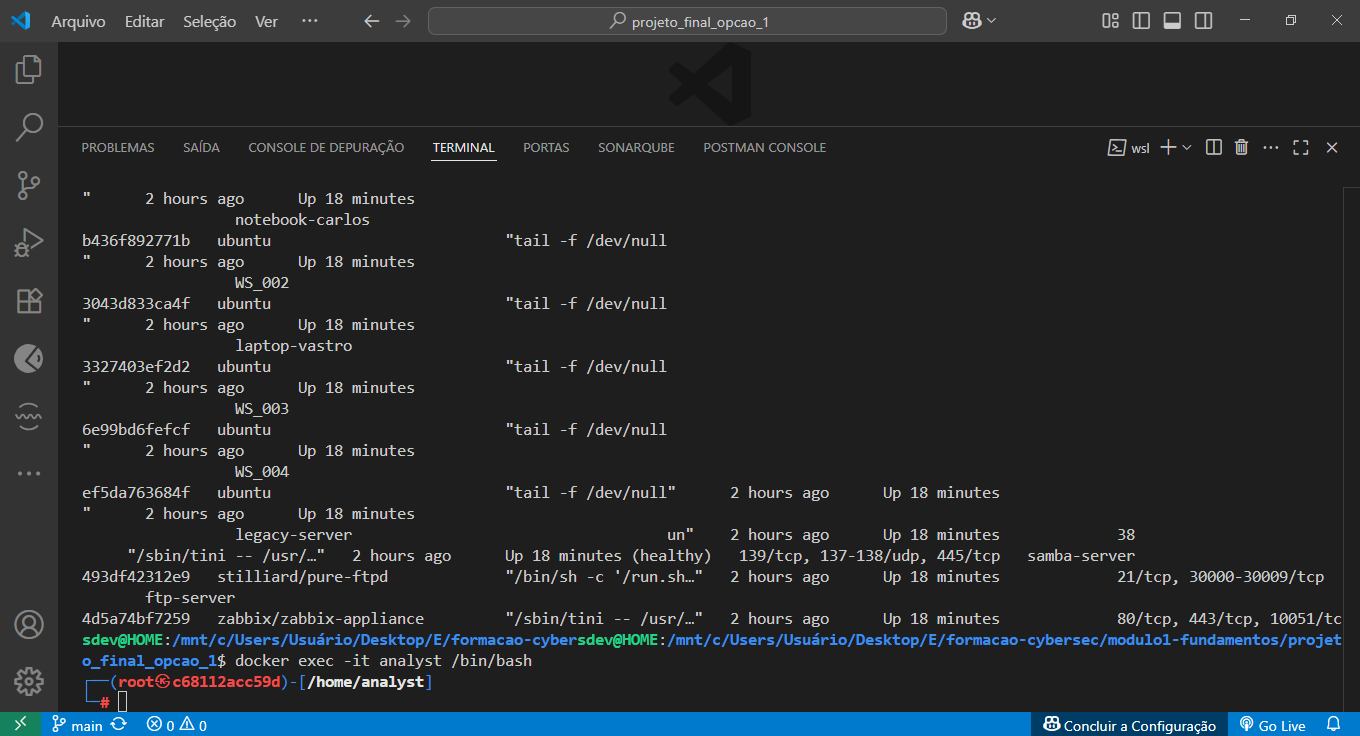 Arquivo Editar Seleção Ver ··· projeto_final_opcao_1
PROBLEMAS SAÍDA CONSOLE DE DEPURAÇÃO TERMINAL PORTAS SONARQUBE POSTMAN CONSOLE wsl
" 2 hours ago Up 18 minutes
notebook-carlos
b436f892771b ubuntu "tail -f /dev/null
" 2 hours ago Up 18 minutes
WS_002
3043d833ca4f ubuntu "tail -f /dev/null
" 2 hours ago Up 18 minutes
laptop-vastro
3327403ef2d2 ubuntu "tail -f /dev/null
" 2 hours ago Up 18 minutes
WS_003
6e99bd6fefcf ubuntu "tail -f /dev/null
" 2 hours ago Up 18 minutes
WS_004
ef5da763684f ubuntu "tail -f /dev/null" 2 hours ago Up 18 minutes
" 2 hours ago Up 18 minutes
legacy-server un" 2 hours ago Up 18 minutes 38
"/sbin/tini -- /usr/…" 2 hours ago Up 18 minutes (healthy) 139/tcp, 137-138/udp, 445/tcp samba-server
493df42312e9 stilliard/pure-ftpd "/bin/sh -c '/run.sh…" 2 hours ago Up 18 minutes 21/tcp, 30000-30009/tcp
ftp-server
4d5a74bf7259 zabbix/zabbix-appliance "/sbin/tini -- /usr/…" 2 hours ago Up 18 minutes 80/tcp, 443/tcp, 10051/tc
sdev@HOME:/mnt/c/Users/Usuário/Desktop/E/formacao-cybersdev@HOME:/mnt/c/Users/Usuário/Desktop/E/formacao-cybersec/modulo1-fundamentos/projet
o_final_opcao_1$ docker exec -it analyst /bin/bash
┌──(root㉿c68112acc59d)-[/home/analyst]
└─#
main 0 0 Concluir a Configuração Go Live